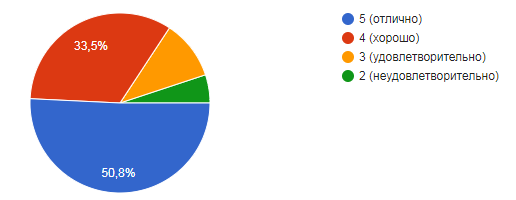 33,5%
50,8%
5 (отлично)
4 (хорошо)
3 (удовлетворительно)
2 (неудовлетворительно)